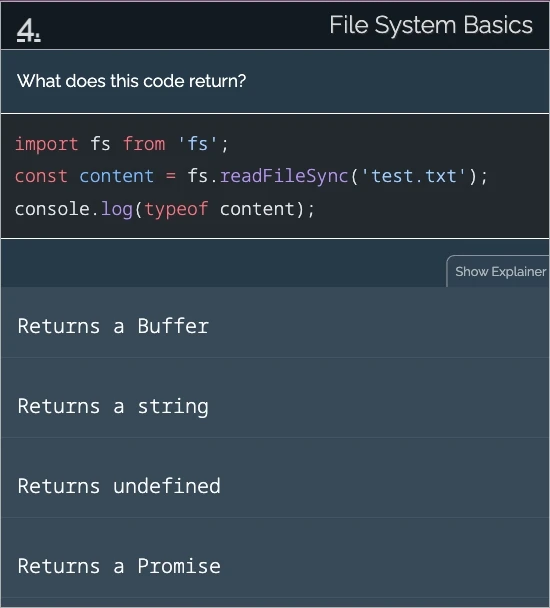 4.
File System Basics
What does this code return?
import fs from 'fs';
const content = fs.readFileSync('test.txt');
console.log(typeof content);
Show Explainer
Returns a Buffer
Returns a string
Returns undefined
Returns a Promise